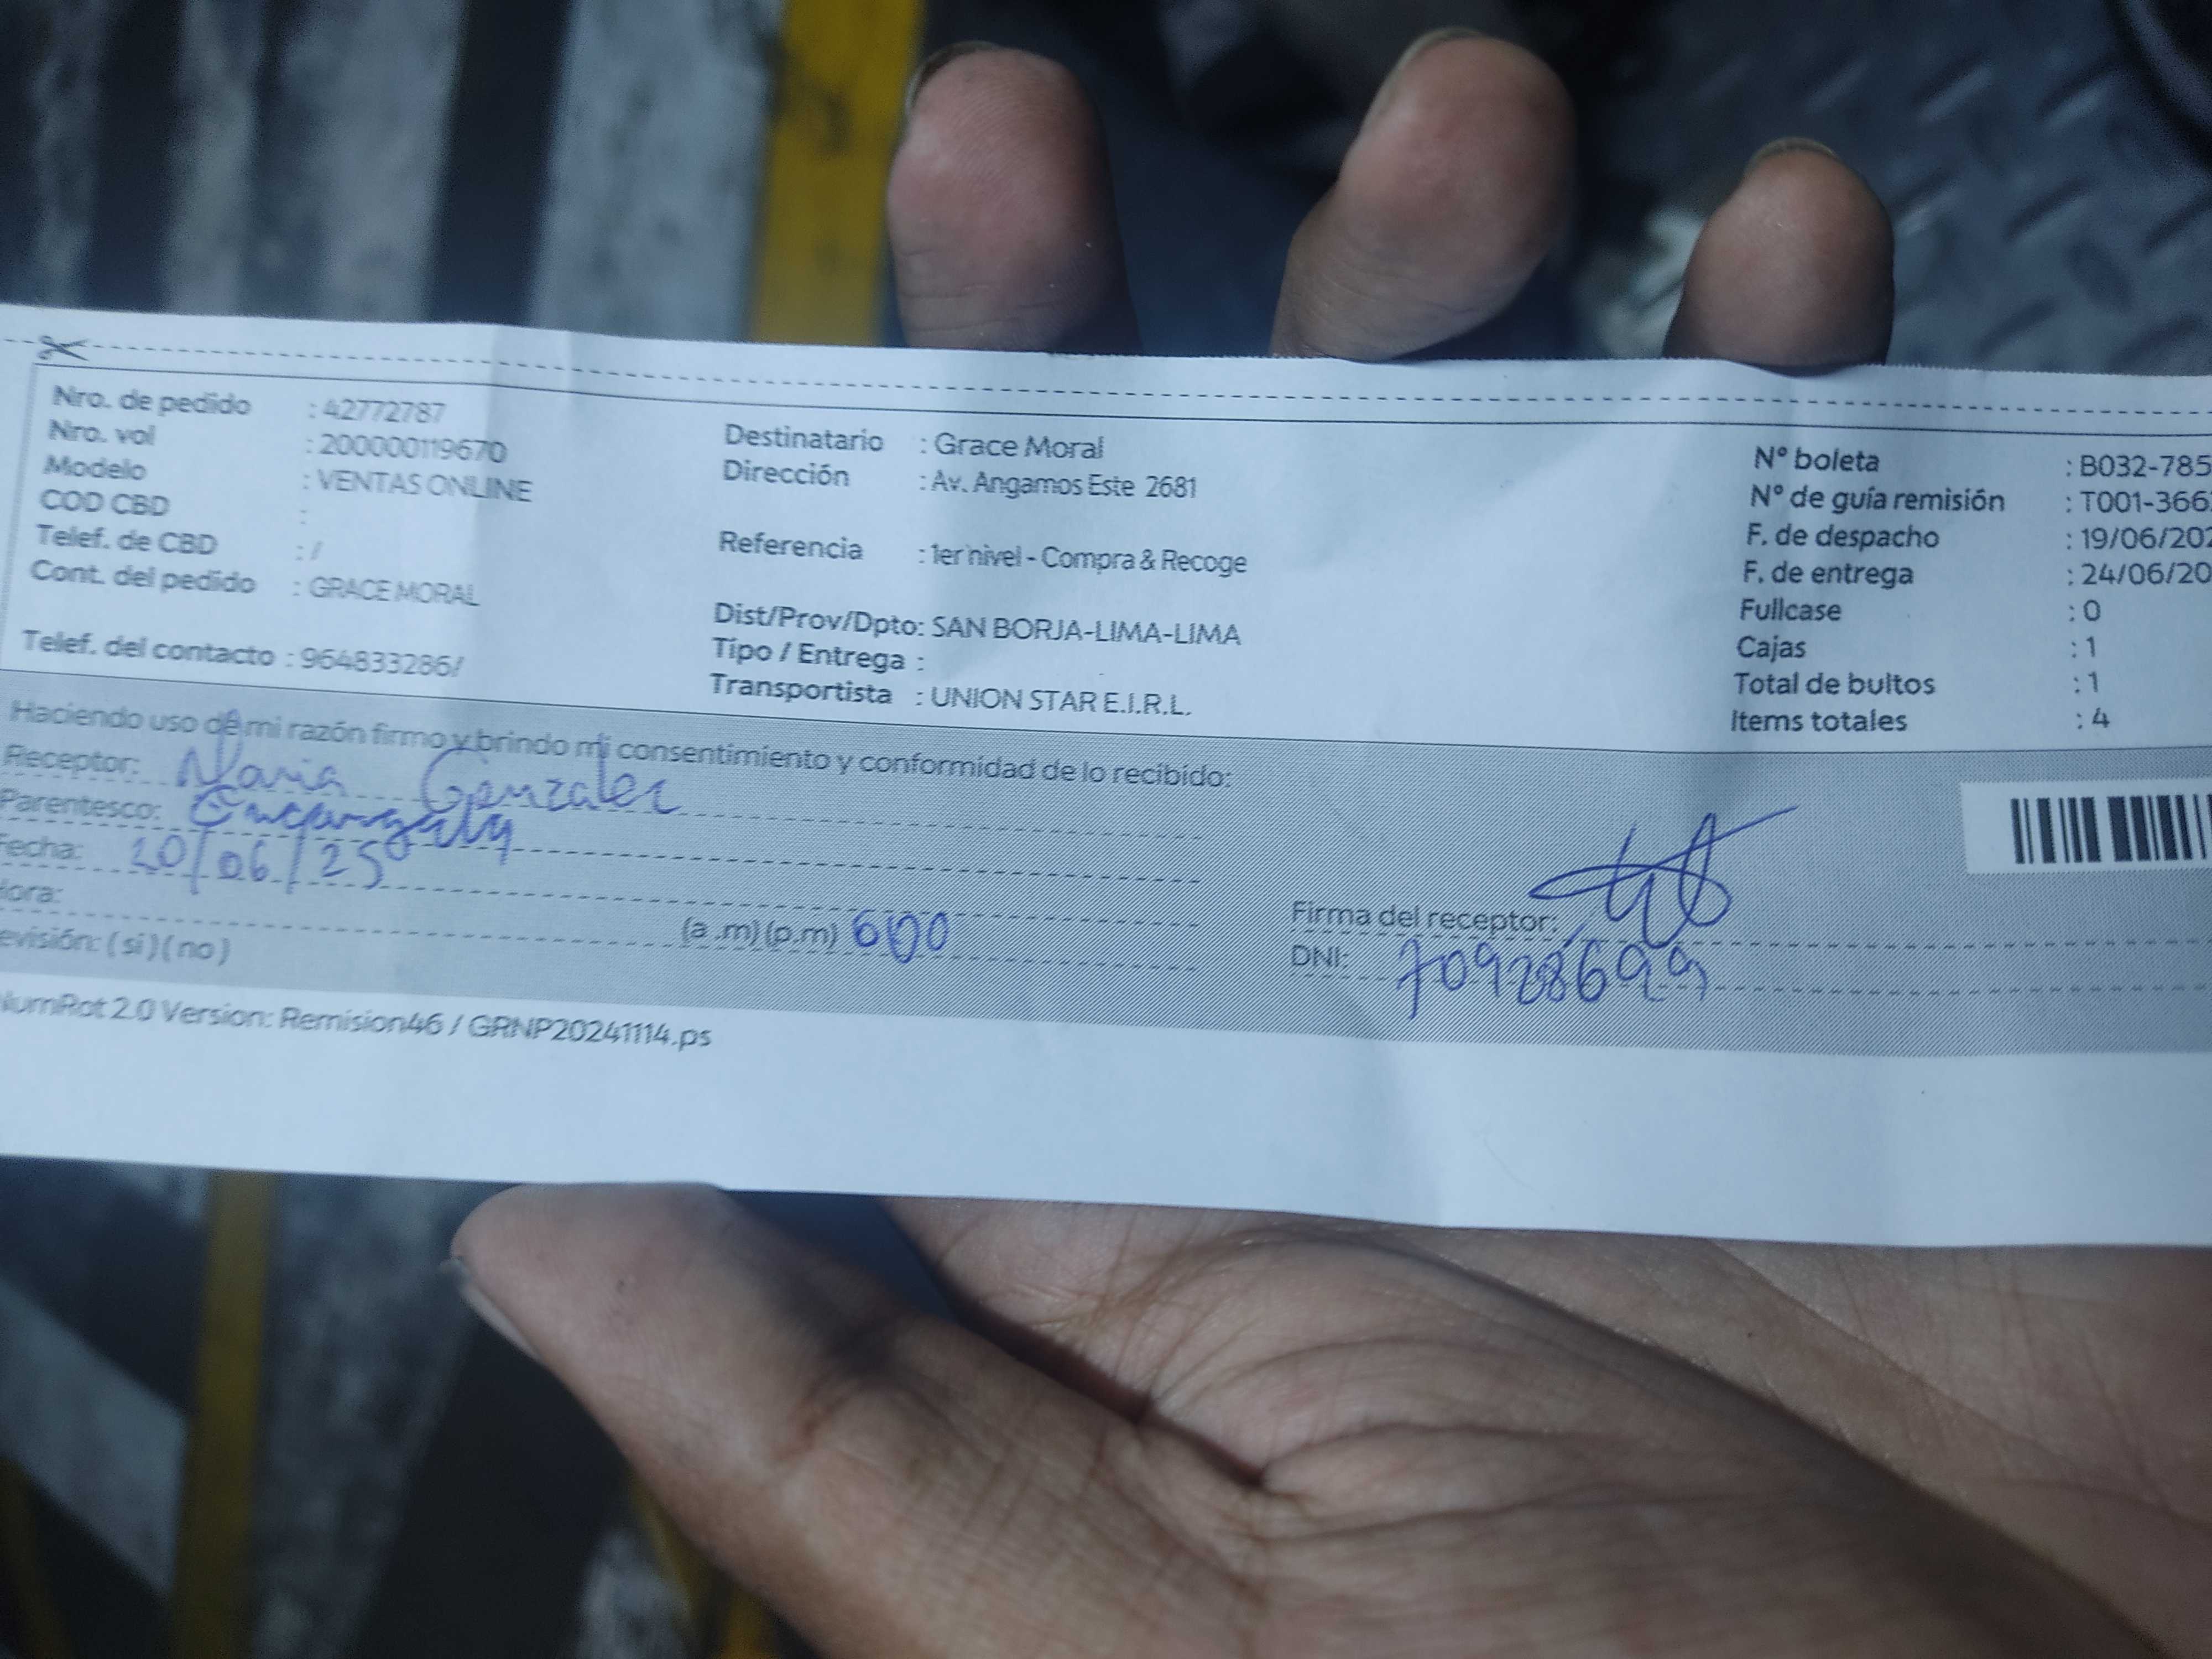 Nro. de pedido : 42772787
Nro. vol : 200000119670
Modelo : VENTAS ONLINE
COD CBD :
Telef. de CBD : /
Cont. del pedido : GRACE MORAL
Telef. del contacto : 964833286/
Destinatario : Grace Moral
Dirección : Av. Angamos Este 2681
Referencia : 1er nivel - Compra & Recoge
Dist/Prov/Dpto: SAN BORJA-LIMA-LIMA
Tipo / Entrega :
Transportista : UNION STAR E.I.R.L.
N° boleta : B032-785
N° de guía remisión : T001-366
F. de despacho : 19/06/202
F. de entrega : 24/06/20
Fullcase : 0
Cajas : 1
Total de bultos : 1
Items totales : 4
Haciendo uso de mi razón firmo y brindo mi consentimiento y conformidad de lo recibido:
Receptor: Maria Gonzales
Parentesco: Encargada
Fecha: 20/06/25
Hora:
(a.m)(p.m) 600
evisión: (si)(no)
Firma del receptor:
DNI: 70928699
lumRot 2.0 Version: Remision46 / GRNP20241114.ps